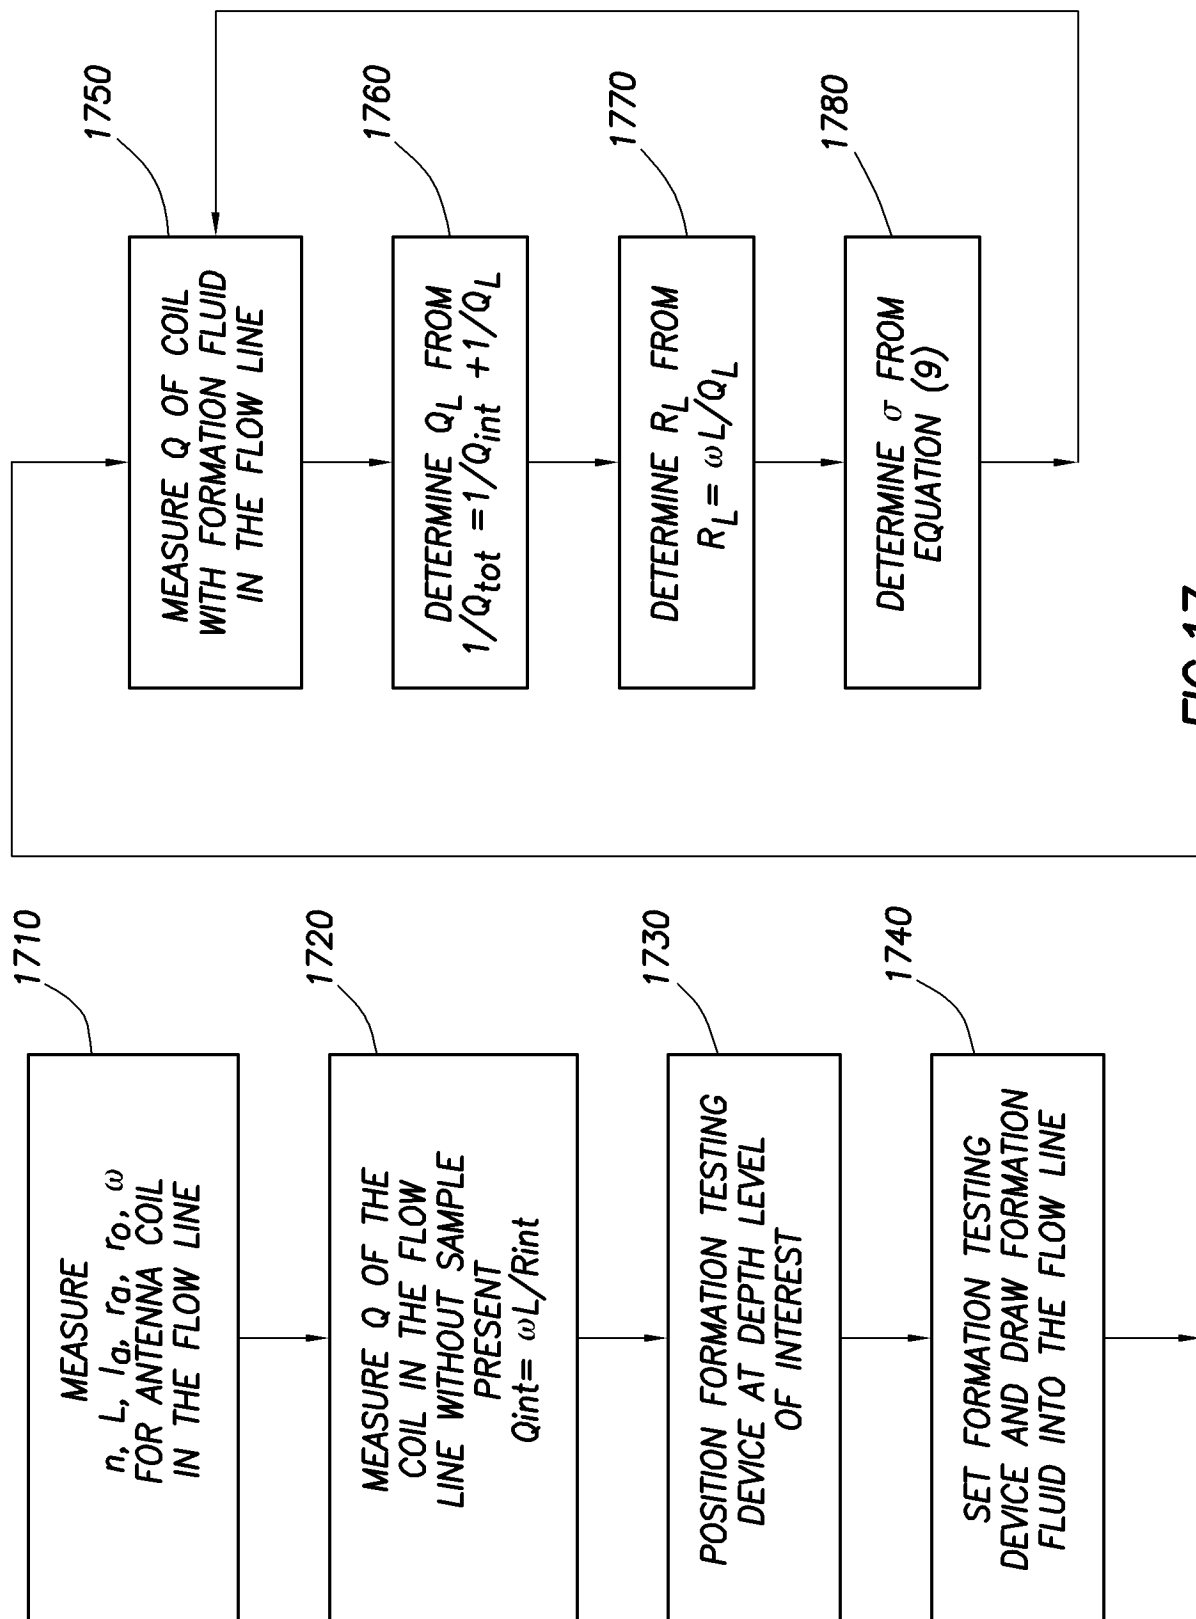 1710
MEASURE
n, L, la, ra, ro, ω
FOR ANTENNA COIL
IN THE FLOW LINE
1720
MEASURE Q OF THE
COIL IN THE FLOW
LINE WITHOUT SAMPLE
PRESENT
Qint= ωL/Rint
1730
POSITION FORMATION TESTING
DEVICE AT DEPTH LEVEL
OF INTEREST
1740
SET FORMATION TESTING
DEVICE AND DRAW FORMATION
FLUID INTO THE FLOW LINE
1750
MEASURE Q OF COIL
WITH FORMATION FLUID
IN THE FLOW LINE
1760
DETERMINE QL FROM
1/Qtot =1/Qint +1/QL
1770
DETERMINE RL FROM
RL= ωL/QL
1780
DETERMINE σ FROM
EQUATION (9)
FIG.17